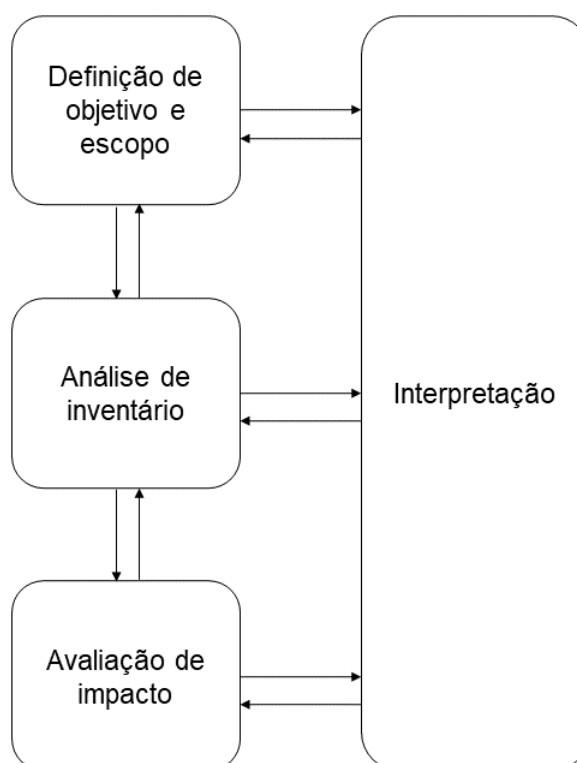 Definição de
objetivo e
escopo
Análise de
inventário
Interpretação
Avaliação de
impacto